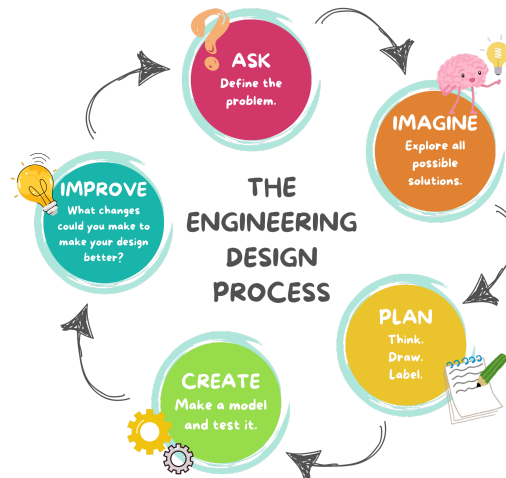 ASK
Define the
problem.
IMAGINE
Explore all
possible
solutions.
THE
ENGINEERING
DESIGN
PROCESS
IMPROVE
What changes
could you make to
make your design
better?
PLAN
Think.
Draw.
Label.
CREATE
Make a model
and test it.